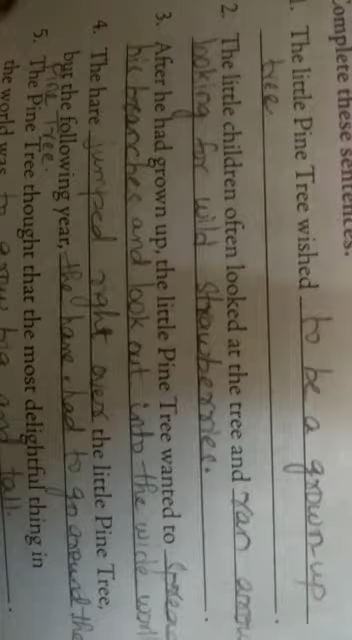 Complete these sentences.
1. The little Pine Tree wished to be a grown-up
tree
2. The little children often looked at the tree and ran
looking for wild strawberries.
3. After he had grown up, the little Pine Tree wanted to
his branches and look out into the wide
4. The hare jumped right over the little Pine Tree,
but the following year, the hare had to go around the
Pine Tree.
5. The Pine Tree thought that the most delightful thing in
the world was to grow big and tall.